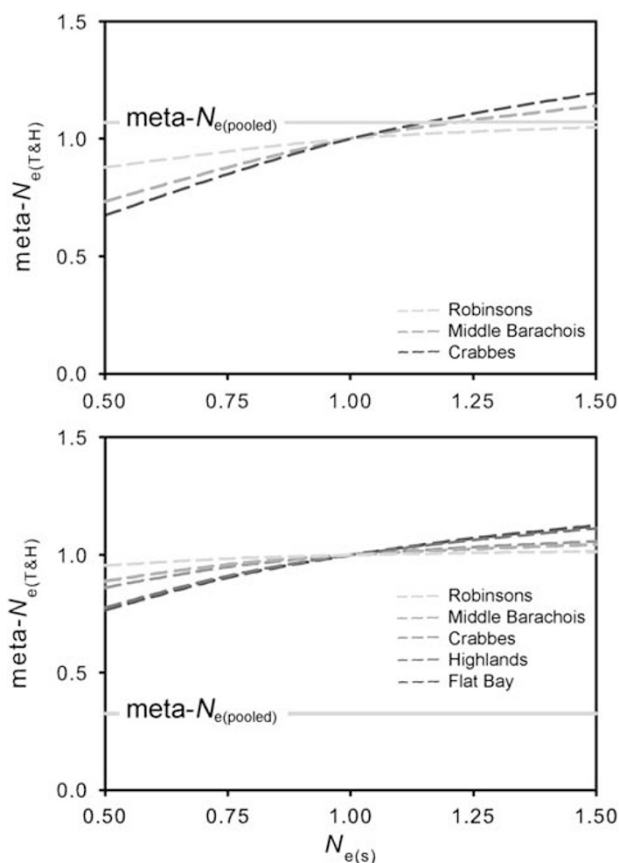 1.5
meta-Ne(pooled)
1.0
meta-Ne(T&H)
0.5
Robinsons
Middle Barachois
Crabbes
0.0
0.50 0.75 1.00 1.25 1.50
1.5
1.0
meta-Ne(T&H)
Robinsons
Middle Barachois
0.5
Crabbes
Highlands
Flat Bay
meta-Ne(pooled)
0.0
0.50 0.75 1.00 1.25 1.50
Ne(s)